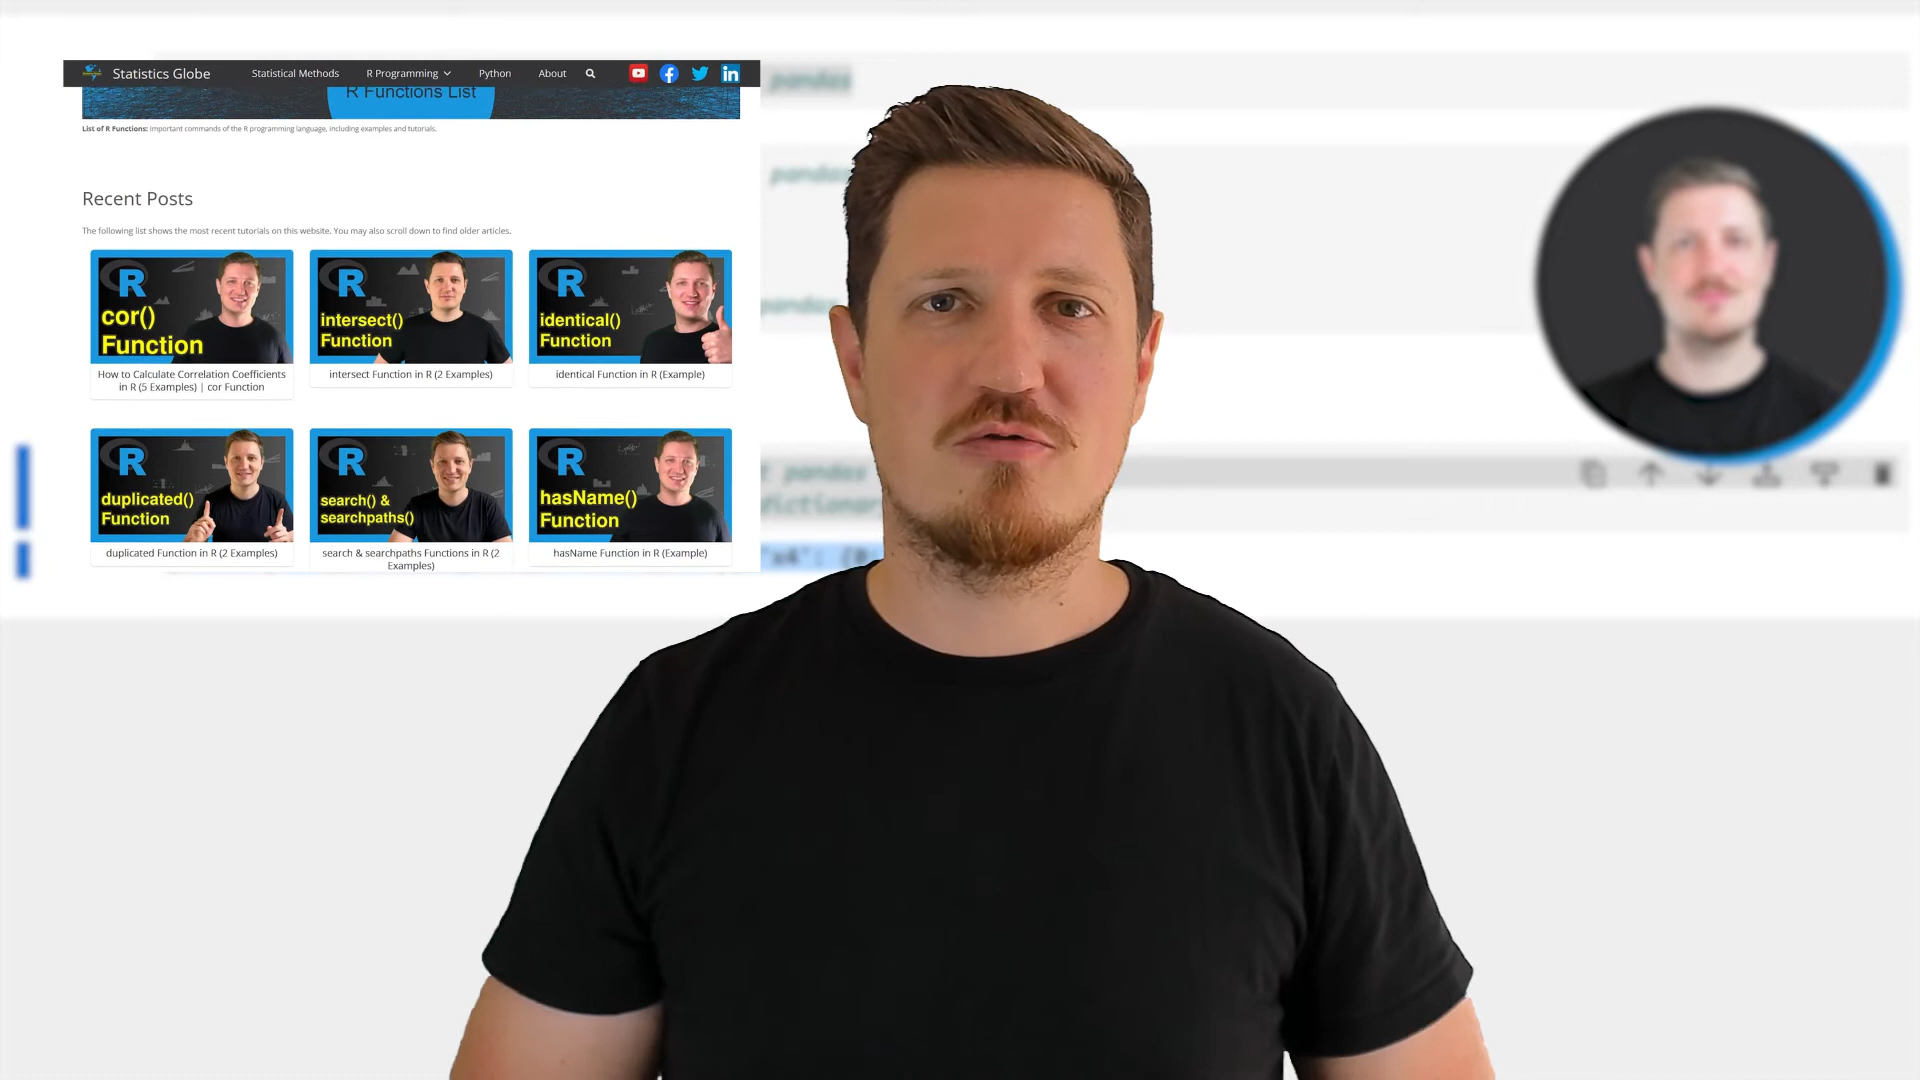 Statistics Globe Statistical Methods R Programming Python About
R Functions List
List of R Functions: Important commands of the R programming language, including examples and tutorials.
Recent Posts
The following list shows the most recent tutorials on this website. You may also scroll down to find older articles.
R
cor()
Function
R
intersect()
Function
R
identical()
Function
How to Calculate Correlation Coefficients
in R (5 Examples) | cor Function
intersect Function in R (2 Examples)
identical Function in R (Example)
R
duplicated()
Function
R
search() &
searchpaths()
R
hasName()
Function
duplicated Function in R (2 Examples)
search & searchpaths Functions in R (2
Examples)
hasName Function in R (Example)
pandas
pandas
pandas
pandas